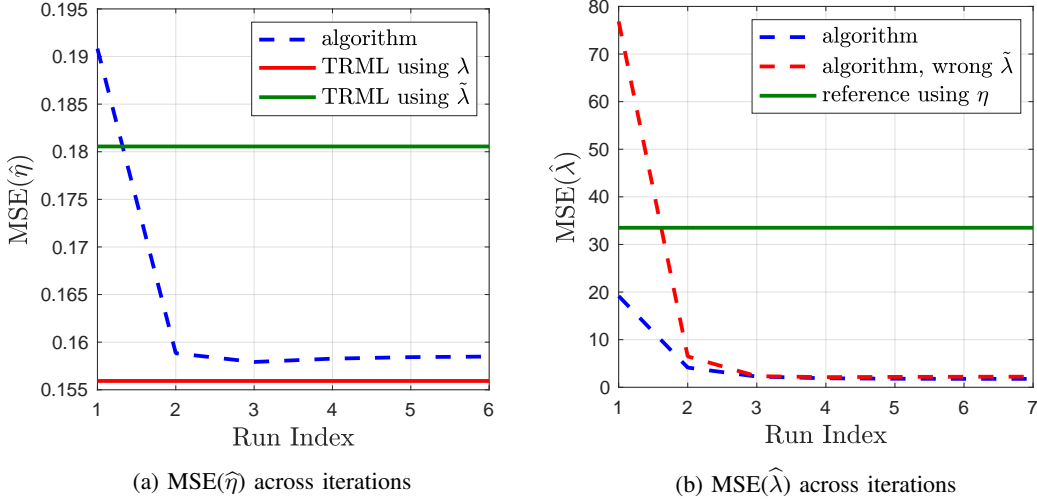 0.195
0.19
0.185
0.18
0.175
0.17
0.165
0.16
0.155
MSE(η̂)
1 2 3 4 5 6
Run Index
algorithm
TRML using λ
TRML using λ̃
(a) MSE(η̂) across iterations
80
70
60
50
40
30
20
10
0
MSE(λ̂)
1 2 3 4 5 6 7
Run Index
algorithm
algorithm, wrong λ̃
reference using η
(b) MSE(λ̂) across iterations